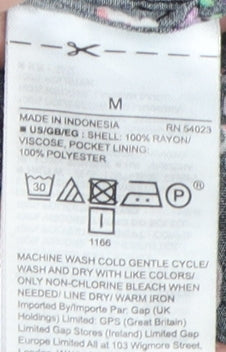 M
MADE IN INDONESIA RN 54023
■ US/GB/EG : SHELL: 100% RAYON/
VISCOSE, POCKET LINING:
100% POLYESTER
30 P ®
I
1166
MACHINE WASH COLD GENTLE CYCLE/
WASH AND DRY WITH LIKE COLORS/
ONLY NON-CHLORINE BLEACH WHEN
NEEDED/ LINE DRY/ WARM IRON
Imported By/Importe Par: Gap (UK
Holdings) Limited: GPS (Great Britain)
Limited Gap Stores (Ireland) Limited Gap
Europe Limited All at 103 Wigmore Street,